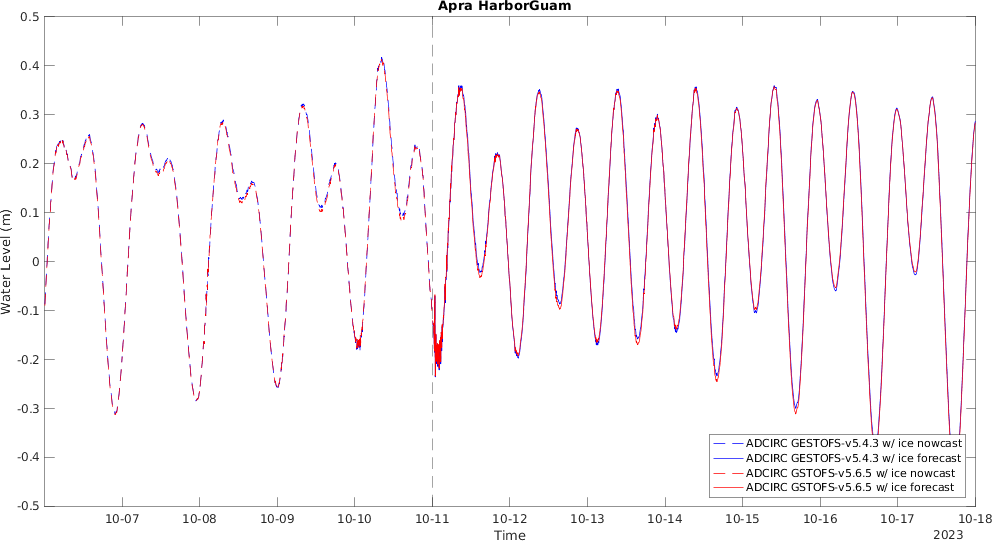 Apra HarborGuam
0.5
0.4
0.3
0.2
0.1
0
-0.1
-0.2
-0.3
-0.4
-0.5
Water Level (m)
ADCIRC GESTOFS-v5.4.3 w/ ice nowcast
ADCIRC GESTOFS-v5.4.3 w/ ice forecast
ADCIRC GSTOFS-v5.6.5 w/ ice nowcast
ADCIRC GSTOFS-v5.6.5 w/ ice forecast
10-07 10-08 10-09 10-10 10-11 10-12 10-13 10-14 10-15 10-16 10-17 10-18
Time
2023